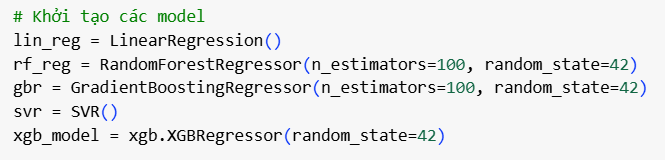 # Khởi tạo các model
lin_reg = LinearRegression()
rf_reg = RandomForestRegressor(n_estimators=100, random_state=42)
gbr = GradientBoostingRegressor(n_estimators=100, random_state=42)
svr = SVR()
xgb_model = xgb.XGBRegressor(random_state=42)